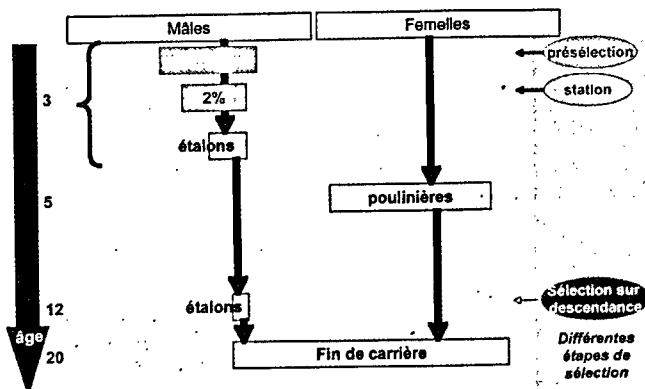 Mâles
Femelles
présélection
3
2%
station
étalons
5
poulinières
12
étalons
Sélection sur
descendance
âge
20
Fin de carrière
Différentes
étapes de
sélection